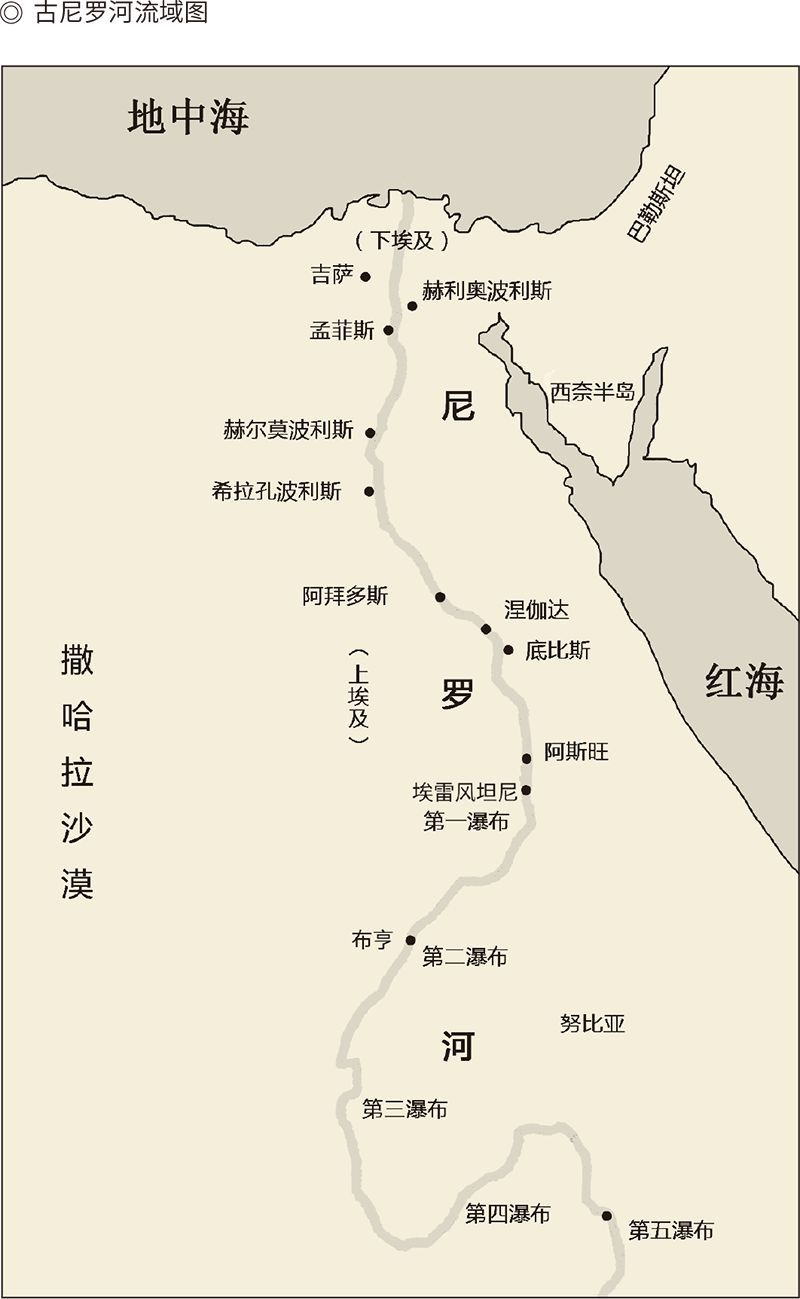 ◎ 古尼罗河流域图
地中海
巴勒斯坦
（下埃及）
吉萨
赫利奥波利斯
孟菲斯
西奈半岛
尼
赫尔莫波利斯
希拉孔波利斯
阿拜多斯
涅伽达
底比斯
（上埃及）
撒哈拉沙漠
罗
红海
阿斯旺
埃雷风坦尼
第一瀑布
布亨
第二瀑布
努比亚
河
第三瀑布
第四瀑布
第五瀑布